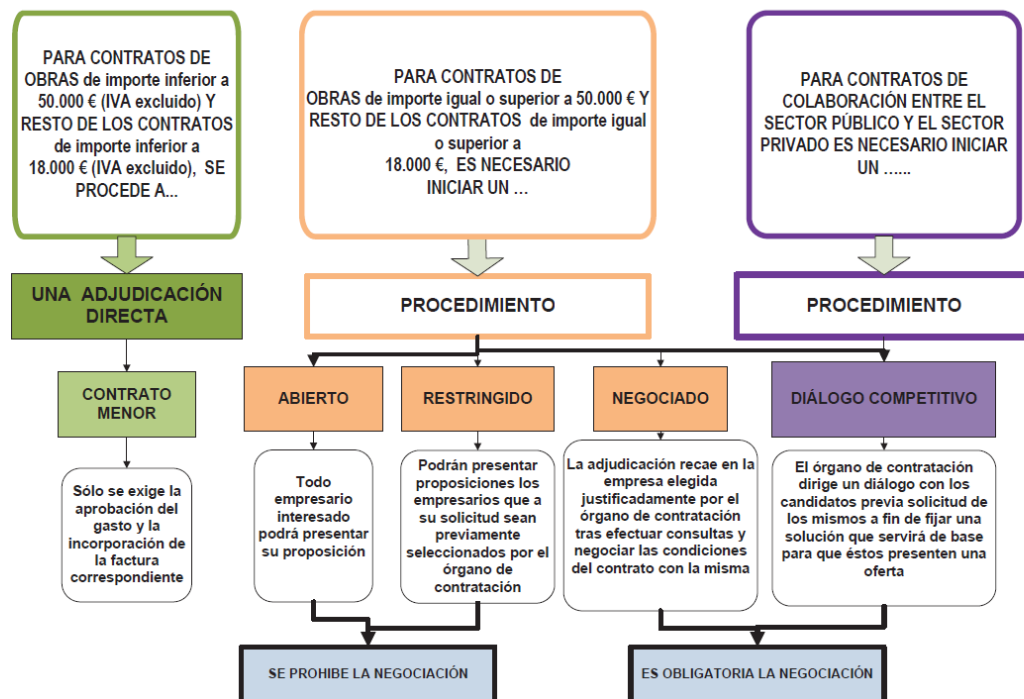 PARA CONTRATOS DE
OBRAS de importe inferior a
50.000 € (IVA excluido) Y
RESTO DE LOS CONTRATOS
de importe inferior a
18.000 € (IVA excluido), SE
PROCEDE A...
PARA CONTRATOS DE
OBRAS de importe igual o superior a 50.000 € Y
RESTO DE LOS CONTRATOS de importe igual
o superior a
18.000 €, ES NECESARIO
INICIAR UN ...
PARA CONTRATOS DE
COLABORACIÓN ENTRE EL
SECTOR PÚBLICO Y EL SECTOR
PRIVADO ES NECESARIO INICIAR
UN ......
UNA ADJUDICACIÓN
DIRECTA
PROCEDIMIENTO
PROCEDIMIENTO
CONTRATO
MENOR
ABIERTO
RESTRINGIDO
NEGOCIADO
DIÁLOGO COMPETITIVO
Sólo se exige la
aprobación del
gasto y la
incorporación de
la factura
correspondiente
Todo
empresario
interesado
podrá presentar
su proposición
Podrán presentar
proposiciones los
empresarios que a
su solicitud sean
previamente
seleccionados por el
órgano de
contratación
La adjudicación recae en la
empresa elegida
justificadamente por el
órgano de contratación
tras efectuar consultas y
negociar las condiciones
del contrato con la misma
El órgano de contratación
dirige un diálogo con los
candidatos previa solicitud de
los mismos a fin de fijar una
solución que servirá de base
para que éstos presenten una
oferta
SE PROHIBE LA NEGOCIACIÓN
ES OBLIGATORIA LA NEGOCIACIÓN